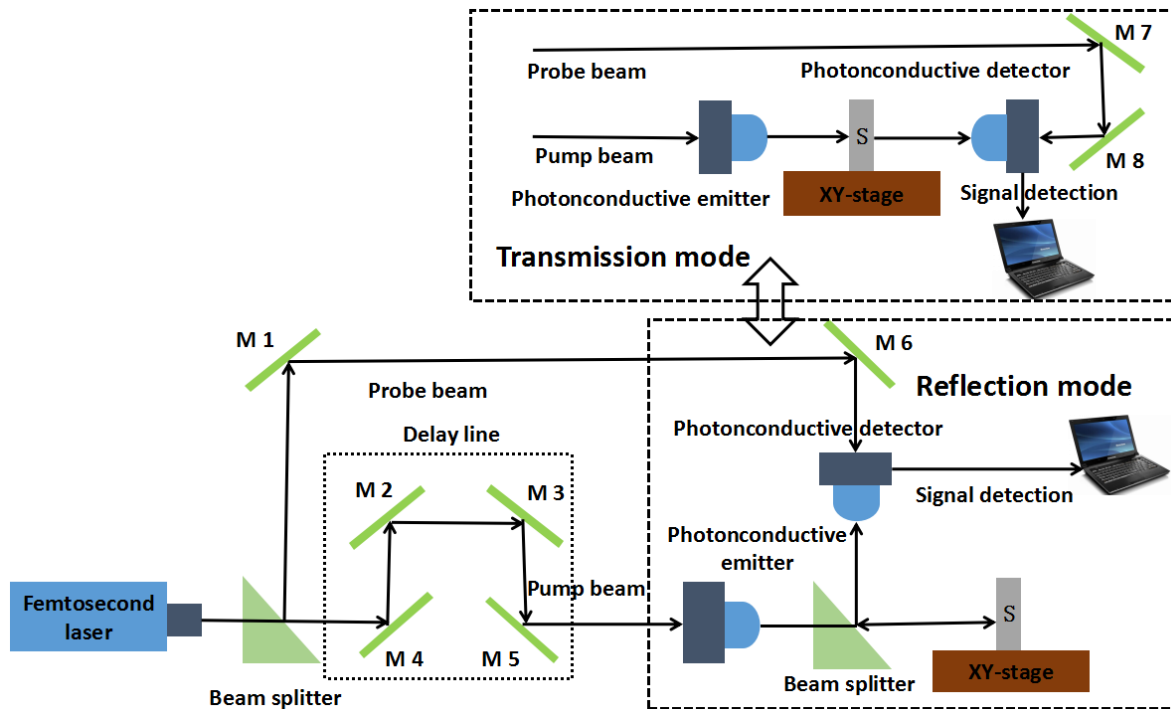 M 7
Probe beam
Photonconductive detector
S
Pump beam
M 8
Photonconductive emitter
XY-stage
Signal detection
Transmission mode
M 1
M 6
Probe beam
Reflection mode
Delay line
Photonconductive detector
M 2
M 3
Signal detection
Photonconductive
emitter
Pump beam
Femtosecond
laser
S
M 4
M 5
Beam splitter
Beam splitter
XY-stage